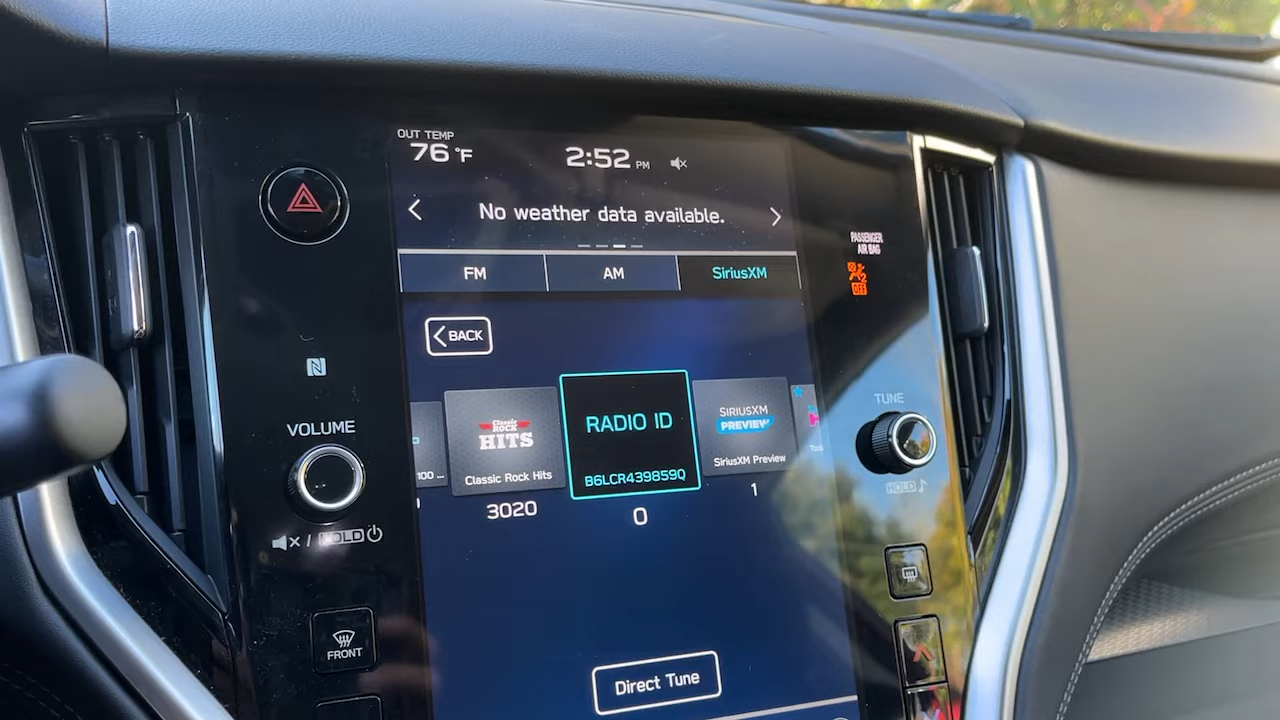 OUT TEMP
76 °F
2:52 PM
No weather data available.
PASSENGER
AIR BAG
FM
AM
SiriusXM
BACK
100 ...
Classic
ROCK
HITS
Classic Rock Hits
3020
RADIO ID
B6LCR439859Q
0
SIRIUSXM
PREVIEW
SiriusXM Preview
1
VOLUME
/ HOLD
TUNE
HOLD
FRONT
Direct Tune